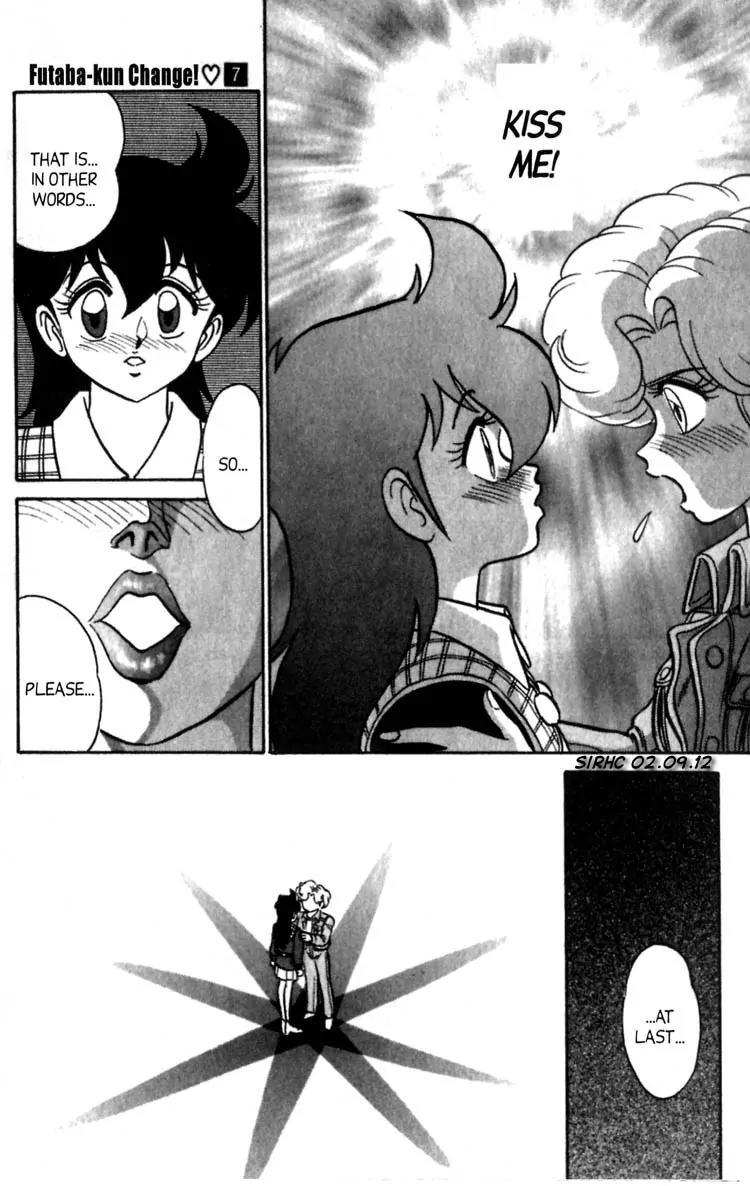 Futaba-kun Change!♡ 7
THAT IS...
IN OTHER
WORDS...
SO...
PLEASE...
KISS
ME!
SIRHC 02.09.12
...AT
LAST...